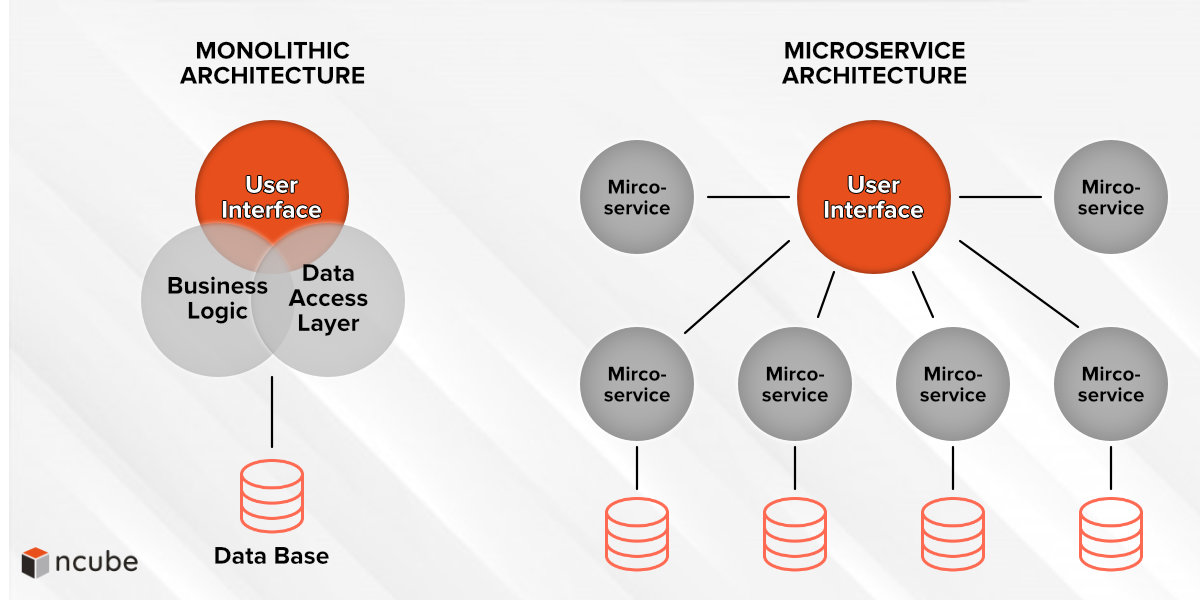 MONOLITHIC
ARCHITECTURE
User
Interface
Business
Logic
Data
Access
Layer
Data Base
MICROSERVICE
ARCHITECTURE
Mirco-
service
User
Interface
Mirco-
service
Mirco-
service
Mirco-
service
Mirco-
service
Mirco-
service
ncube